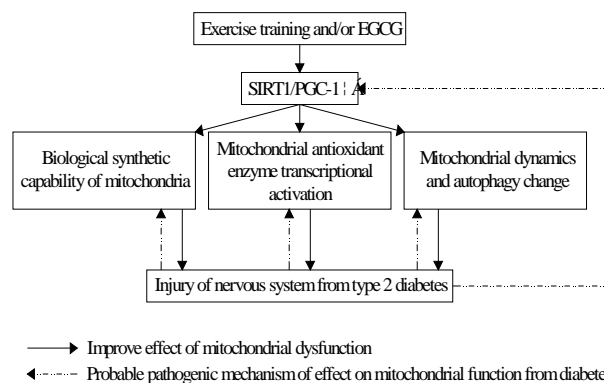 Exercise training and/or EGCG
SIRT1/PGC-1¦Á
Biological synthetic
capability of mitochondria
Mitochondrial antioxidant
enzyme transcriptional
activation
Mitochondrial dynamics
and autophagy change
Injury of nervous system from type 2 diabetes
Improve effect of mitochondrial dysfunction
Probable pathogenic mechanism of effect on mitochondrial function from diabete